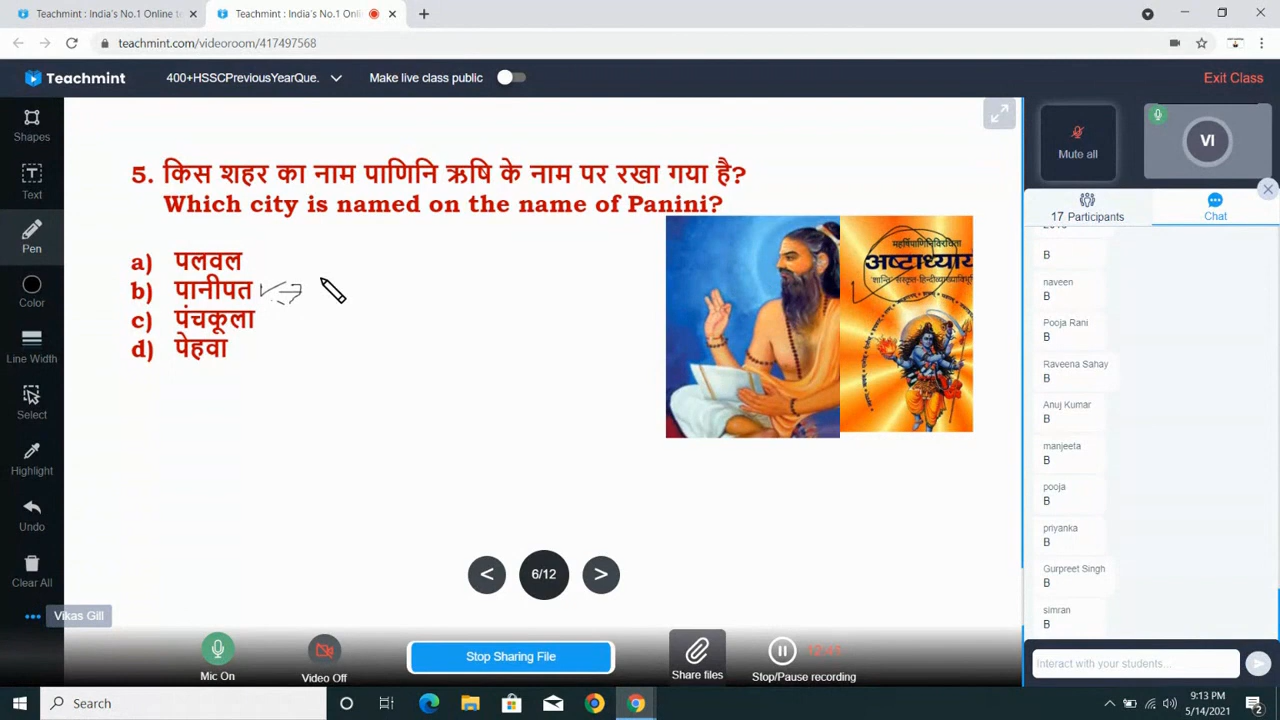 Teachmint : India's No.1 Online t
Teachmint : India's No.1 Onli
teachmint.com/videoroom/417497568
Teachmint
400+HSSCPreviousYearQue.
Make live class public
Exit Class
Shapes
Text
Pen
Color
Line Width
Select
Highlight
Undo
Clear All
Vikas Gill
5. किस शहर का नाम पाणिनि ऋषि के नाम पर रखा गया है?
Which city is named on the name of Panini?
a) पलवल
b) पानीपत
c) पंचकूला
d) पेहवा
महर्षिपाणिनिविरचिता
अष्टाध्याय
6/12
Mic On
Video Off
Stop Sharing File
Share files
Stop/Pause recording
Mute all
VI
17 Participants
Chat
B
naveen
B
Pooja Rani
B
Raveena Sahay
B
Anuj Kumar
B
manjeeta
B
pooja
B
priyanka
B
Gurpreet Singh
B
simran
B
Interact with your students...
Search
9:13 PM
5/14/2021
2